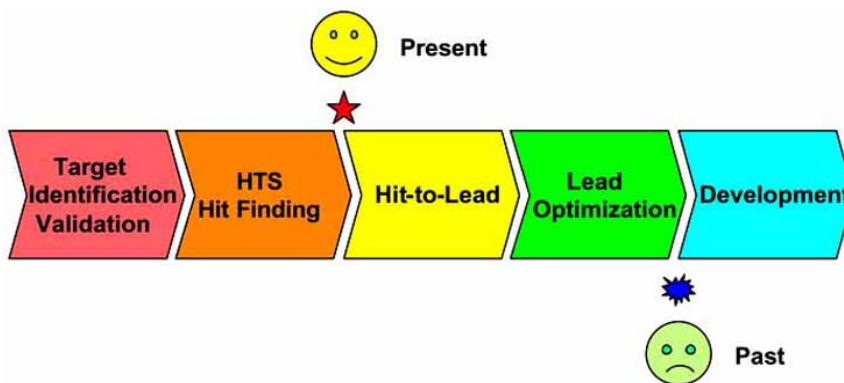 Present
Target
Identification
Validation
HTS
Hit Finding
Hit-to-Lead
Lead
Optimization
Development
Past